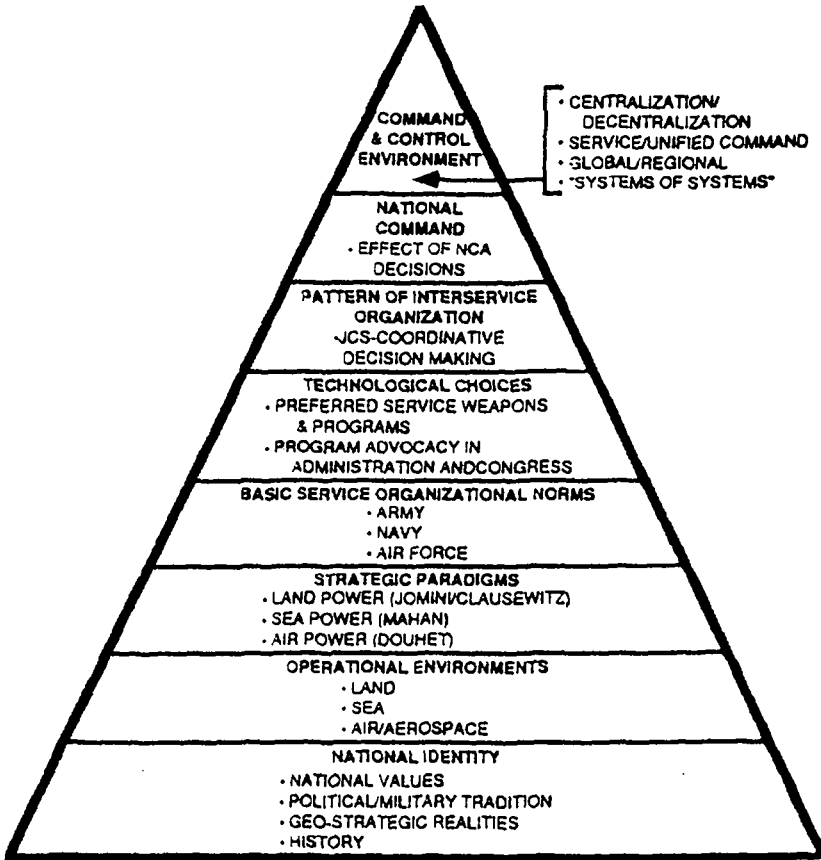 COMMAND
& CONTROL
ENVIRONMENT
• CENTRALIZATION/
DECENTRALIZATION
• SERVICE/UNIFIED COMMAND
• GLOBAL/REGIONAL
• "SYSTEMS OF SYSTEMS"
NATIONAL
COMMAND
• EFFECT OF NCA
DECISIONS
PATTERN OF INTERSERVICE
ORGANIZATION
•JCS-COORDINATIVE
DECISION MAKING
TECHNOLOGICAL CHOICES
• PREFERRED SERVICE WEAPONS
& PROGRAMS
• PROGRAM ADVOCACY IN
ADMINISTRATION ANDCONGRESS
BASIC SERVICE ORGANIZATIONAL NORMS
• ARMY
• NAVY
• AIR FORCE
STRATEGIC PARADIGMS
• LAND POWER (JOMINI/CLAUSEWITZ)
• SEA POWER (MAHAN)
• AIR POWER (DOUHET)
OPERATIONAL ENVIRONMENTS
• LAND
• SEA
• AIR/AEROSPACE
NATIONAL IDENTITY
• NATIONAL VALUES
• POLITICAL/MILITARY TRADITION
• GEO-STRATEGIC REALITIES
• HISTORY